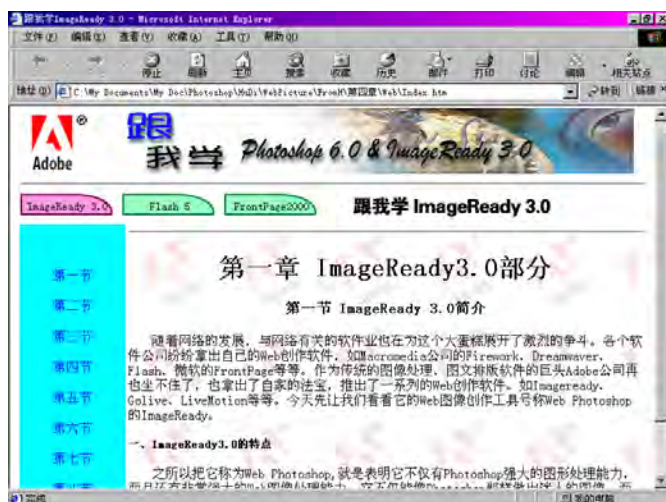 跟我学ImageReady 3.0 - Microsoft Internet Explorer
文件(F) 编辑(E) 查看(V) 收藏(A) 工具(T) 帮助(H)
停止 刷新 主页 搜索 收藏 历史 邮件 打印 讨论 编辑 相关站点
地址(D) 转到 链接
Adobe
跟我学 Photoshop 6.0 & ImageReady 3.0
ImageReady 3.0 Flash 5 FrontPage2000 跟我学 ImageReady 3.0
第一章 ImageReady3.0部分
第一节
第一节 ImageReady 3.0简介
第二节
第三节
第四节
第五节
第六节
第七节
随着网络的发展，与网络有关的软件业也在为这个大蛋糕展开了激烈的争斗。各个软
件公司纷纷拿出自己的Web创作软件，如Macromedia公司的Firework、Dreamwaver、
Flash、微软的FrontPage等等。作为传统的图像处理、图文排版软件的巨头Adobe公司再
也坐不住了，也拿出了自家的法宝，推出了一系列的Web创作软件。如Imageready、
Golive、LiveMotion等等，今天先让我们看看它的Web图像创作工具号称Web Photoshop
的ImageReady。
一、ImageReady3.0的特点
之所以把它称为Web Photoshop,就是表明它不仅有Photoshop强大的图形处理能力，
完成 我的电脑